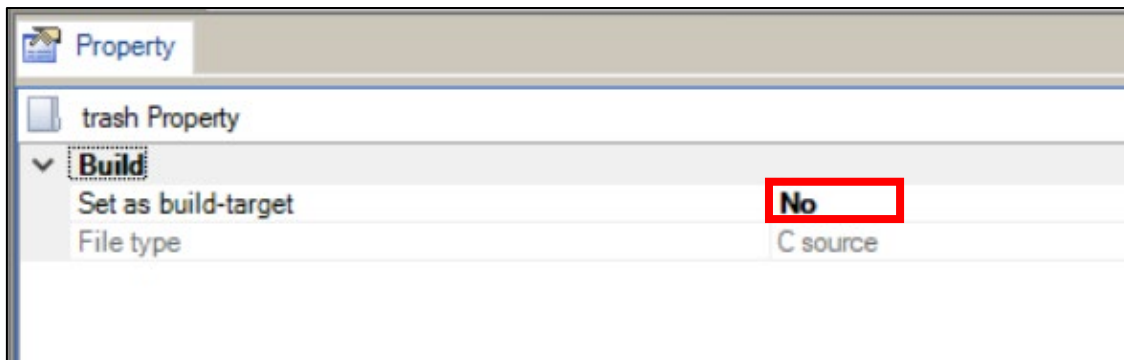 Property
trash Property
Build
Set as build-target No
File type C source